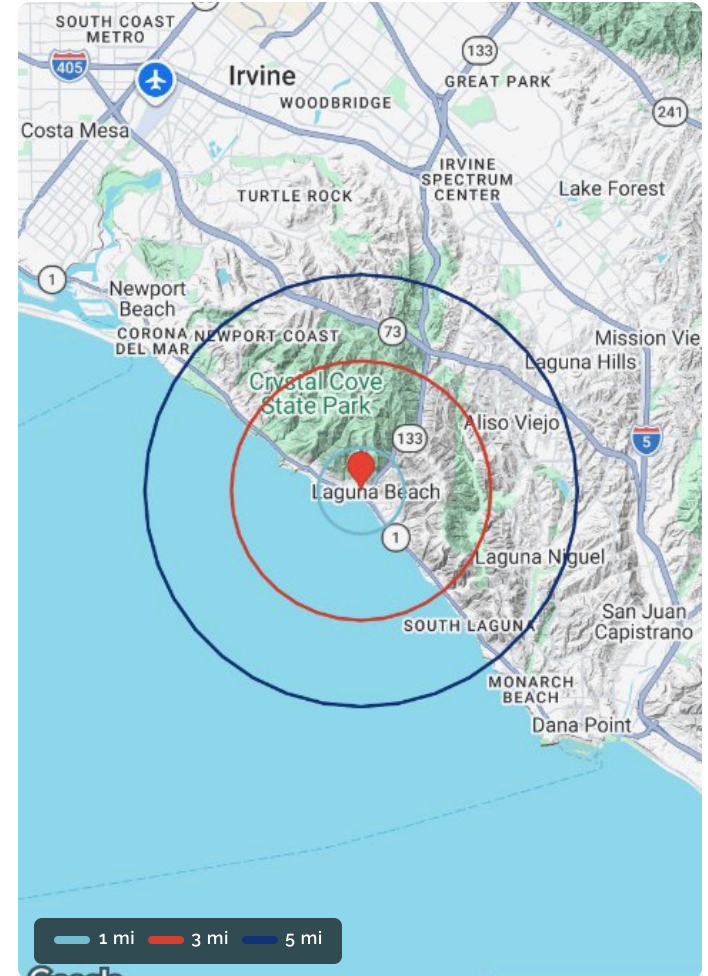 SOUTH COAST
METRO
405
Irvine
133
GREAT PARK
WOODBRIDGE
241
Costa Mesa
IRVINE
SPECTRUM
CENTER
TURTLE ROCK
Lake Forest
1
Newport
Beach
CORONA
DEL MAR
NEWPORT COAST
73
Mission Vie
Laguna Hills
Crystal Cove
State Park
Aliso Viejo
133
5
Laguna Beach
1
Laguna Niguel
San Juan
Capistrano
SOUTH LAGUNA
MONARCH
BEACH
Dana Point
1 mi 3 mi 5 mi